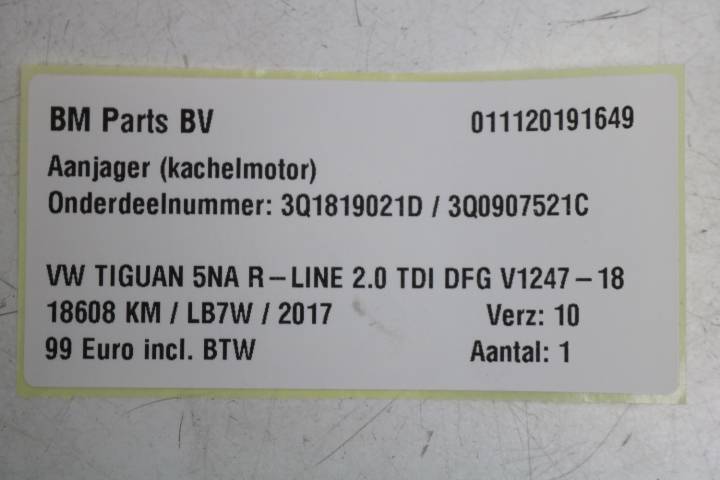 BM Parts BV 011120191649
Aanjager (kachelmotor)
Onderdeelnummer: 3Q1819021D / 3Q0907521C
VW TIGUAN 5NA R-LINE 2.0 TDI DFG V1247-18
18608 KM / LB7W / 2017 Verz: 10
99 Euro incl. BTW Aantal: 1